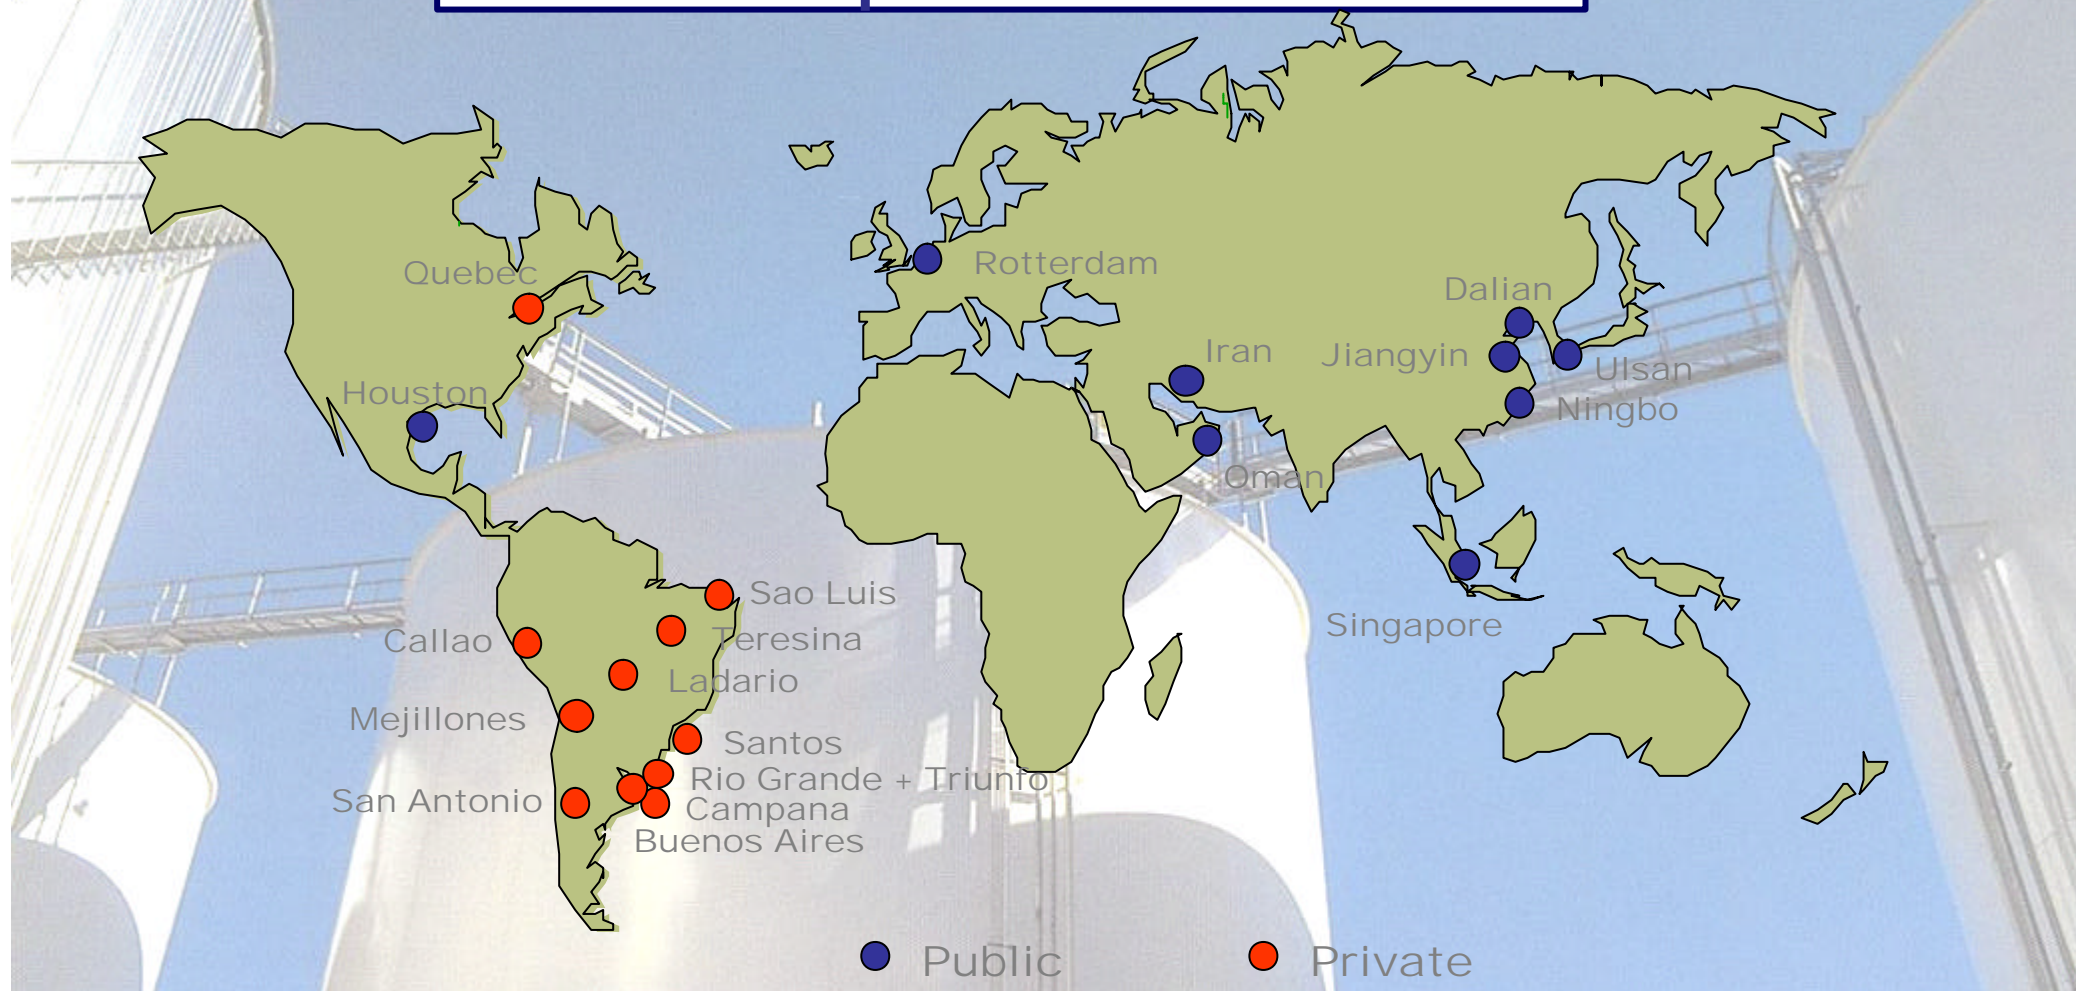 Quebec
Rotterdam
Dalian
Iran
Jiangyin
Ulsan
Houston
Ningbo
Oman
Sao Luis
Singapore
Callao
Teresina
Ladario
Mejillones
Santos
Rio Grande + Triunfo
San Antonio
Campana
Buenos Aires
Public
Private